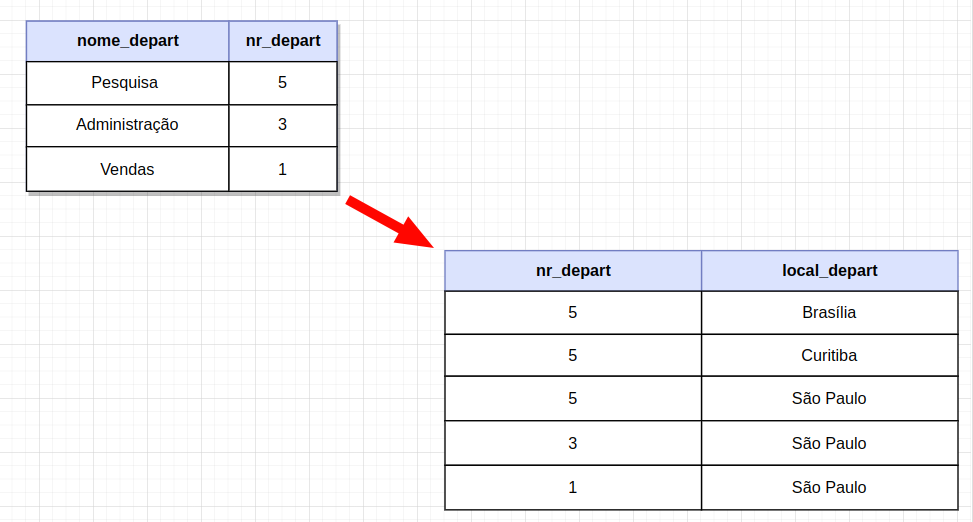 nome_depart nr_depart
Pesquisa 5
Administração 3
Vendas 1
nr_depart local_depart
5 Brasília
5 Curitiba
5 São Paulo
3 São Paulo
1 São Paulo